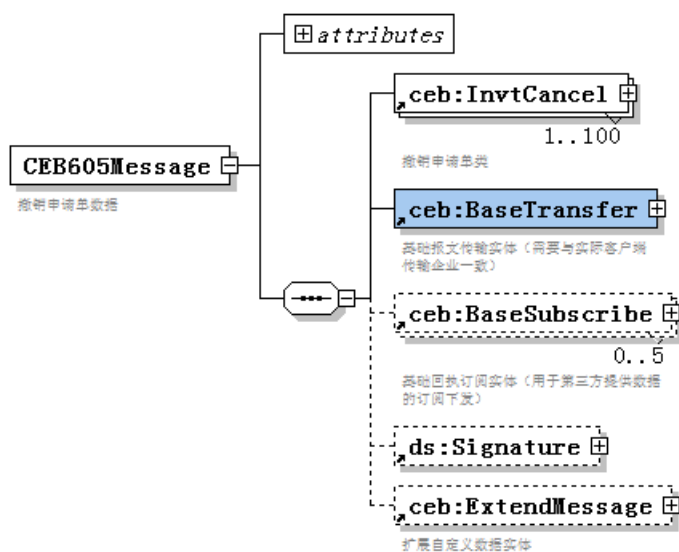 attributes
ceb:InvtCancel
1..100
撤销申请单类
CEB605Message
撤销申请单数据
ceb:BaseTransfer
基础报文传输实体（需要与实际客户端
传输企业一致）
ceb:BaseSubscribe
0..5
基础回执订阅实体（用于第三方提供数据
的订阅下发）
ds:Signature
ceb:ExtendMessage
扩展自定义数据实体